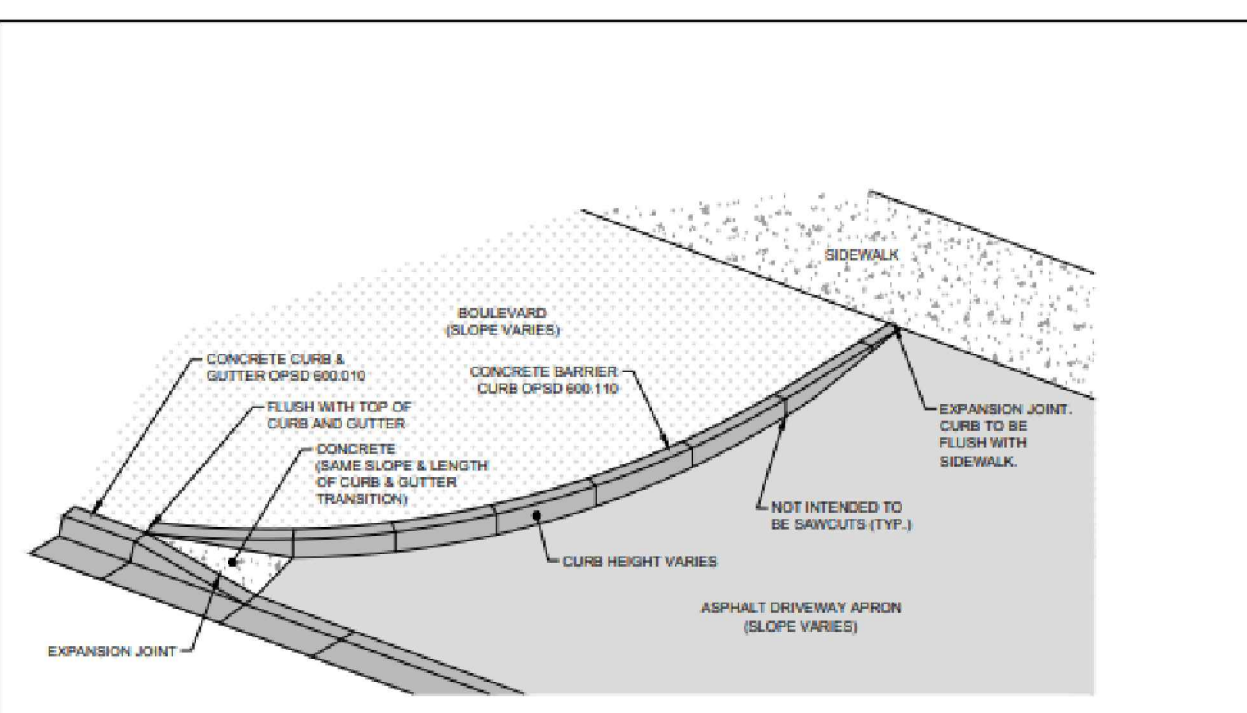 SIDEWALK
BOULEVARD
(SLOPE VARIES)
CONCRETE CURB &
GUTTER OPSD 600.010
CONCRETE BARRIER
CURB OPSD 600.110
FLUSH WITH TOP OF
CURB AND GUTTER
EXPANSION JOINT.
CURB TO BE
FLUSH WITH
SIDEWALK.
CONCRETE
(SAME SLOPE & LENGTH
OF CURB & GUTTER
TRANSITION)
NOT INTENDED TO
BE SAWCUTS (TYP.)
CURB HEIGHT VARIES
ASPHALT DRIVEWAY APRON
(SLOPE VARIES)
EXPANSION JOINT